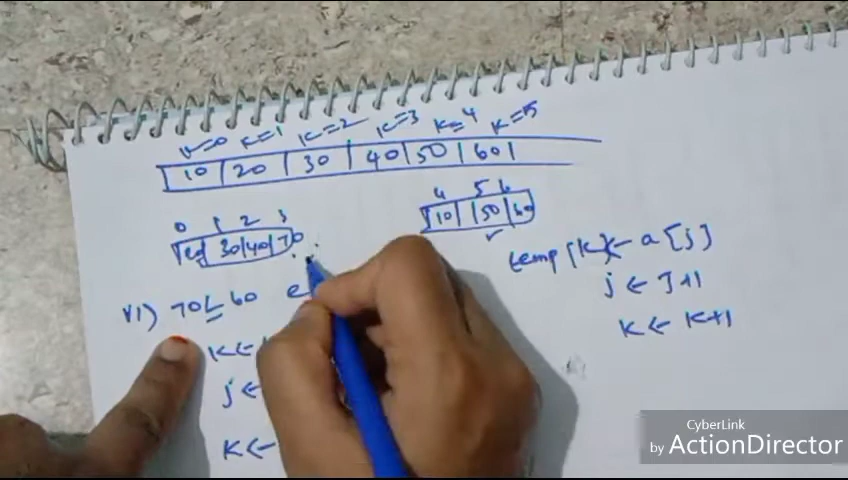 K=0 K=1 K=2 K=3 K=4 K=5
10 20 30 40 50 60
0 1 2 3
30 40 70
4 5 6
10 50 60
temp[K]← a[j]
j ← J+1
K ← K+1
VI) 70≤ 60 e
K←
j ←
K←
CyberLink
by ActionDirector